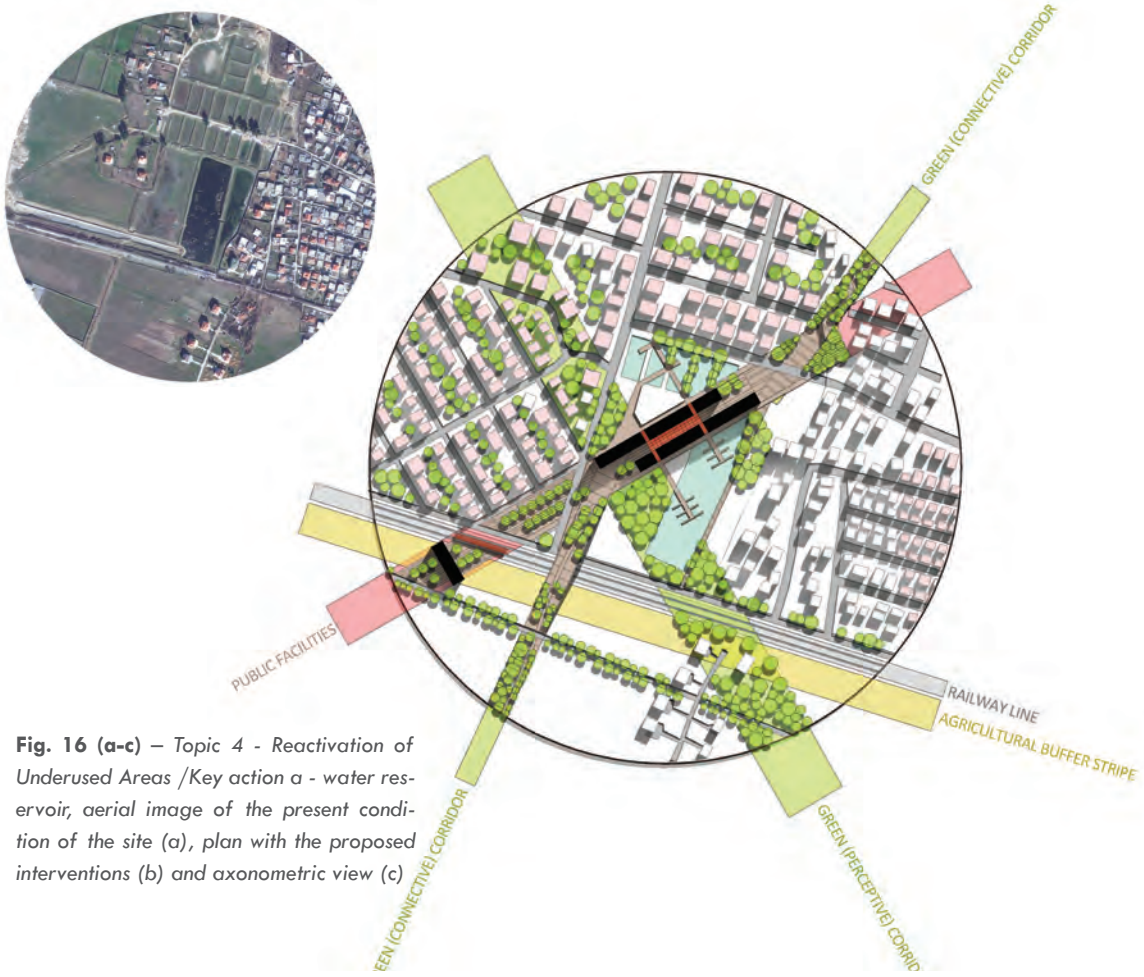 GREEN (CONNECTIVE) CORRIDOR
PUBLIC FACILITIES
RAILWAY LINE
AGRICULTURAL BUFFER STRIPE
Fig. 16 (a-c) – Topic 4 - Reactivation of
Underused Areas /Key action a - water res-
ervoir, aerial image of the present condi-
tion of the site (a), plan with the proposed
interventions (b) and axonometric view (c)
(CONNECTIVE) CORRIDOR
GREEN (PERCEPTIVE)